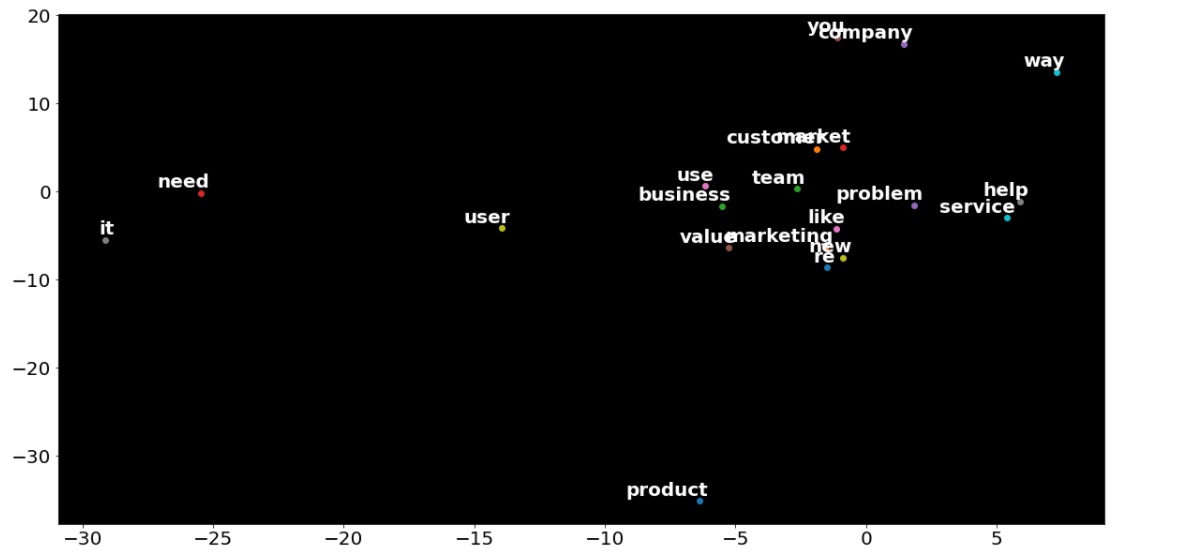 20
you
company
way
10
customer
market
need
use
team
business
problem
help
service
0
it
user
like
value
marketing
new
re
−10
−20
−30
product
−30
−25
−20
−15
−10
−5
0
5